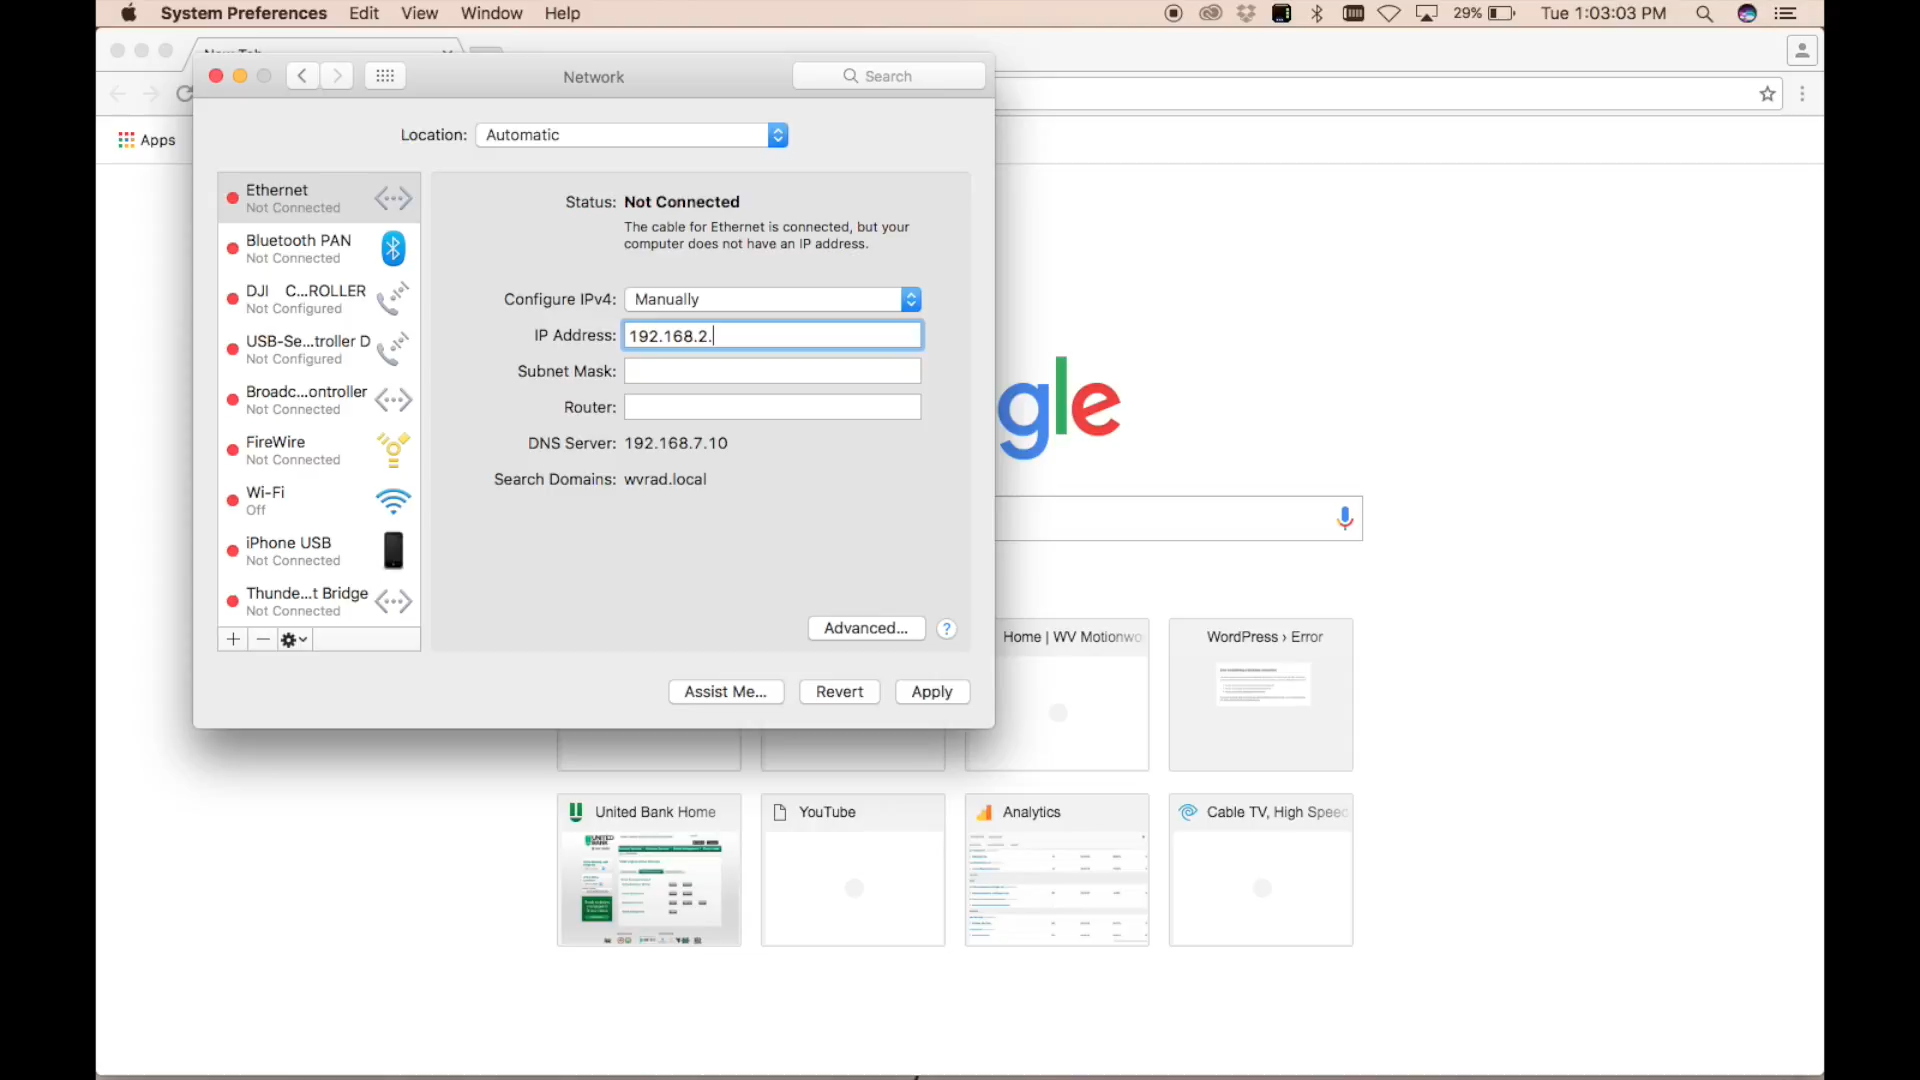 System Preferences Edit View Window Help
29% Tue 1:03:03 PM
New Tab
Network
Search
Apps
Location: Automatic
Ethernet
Not Connected
Bluetooth PAN
Not Connected
DJI C...ROLLER
Not Configured
USB-Se...troller D
Not Configured
Broadc...ontroller
Not Connected
FireWire
Not Connected
Wi-Fi
Off
iPhone USB
Not Connected
Thunde...t Bridge
Not Connected
Status: Not Connected
The cable for Ethernet is connected, but your
computer does not have an IP address.
Configure IPv4: Manually
IP Address: 192.168.2.
Subnet Mask:
Router:
DNS Server: 192.168.7.10
Search Domains: wvrad.local
Advanced... ?
Assist Me... Revert Apply
gle
Home | WV Motionwo
WordPress › Error
United Bank Home
YouTube
Analytics
Cable TV, High Speed